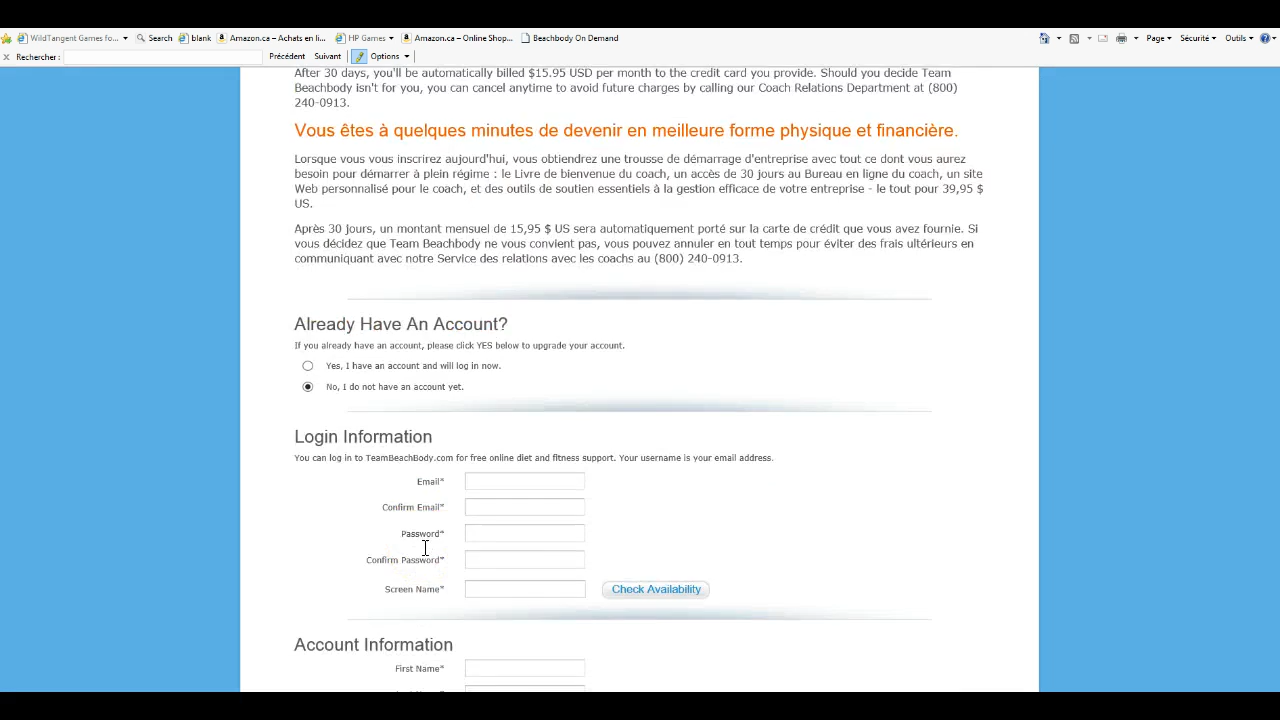 WildTangent Games fo... Search blank Amazon.ca – Achats en li... HP Games Amazon.ca – Online Shop... Beachbody On Demand Page Sécurité Outils
Rechercher : Précédent Suivant Options
After 30 days, you'll be automatically billed $15.95 USD per month to the credit card you provide. Should you decide Team
Beachbody isn't for you, you can cancel anytime to avoid future charges by calling our Coach Relations Department at (800)
240-0913.
Vous êtes à quelques minutes de devenir en meilleure forme physique et financière.
Lorsque vous vous inscrirez aujourd'hui, vous obtiendrez une trousse de démarrage d'entreprise avec tout ce dont vous aurez
besoin pour démarrer à plein régime : le Livre de bienvenue du coach, un accès de 30 jours au Bureau en ligne du coach, un site
Web personnalisé pour le coach, et des outils de soutien essentiels à la gestion efficace de votre entreprise - le tout pour 39,95 $
US.
Après 30 jours, un montant mensuel de 15,95 $ US sera automatiquement porté sur la carte de crédit que vous avez fournie. Si
vous décidez que Team Beachbody ne vous convient pas, vous pouvez annuler en tout temps pour éviter des frais ultérieurs en
communiquant avec notre Service des relations avec les coachs au (800) 240-0913.
Already Have An Account?
If you already have an account, please click YES below to upgrade your account.
Yes, I have an account and will log in now.
No, I do not have an account yet.
Login Information
You can log in to TeamBeachBody.com for free online diet and fitness support. Your username is your email address.
Email*
Confirm Email*
Password*
Confirm Password*
Screen Name* Check Availability
Account Information
First Name*